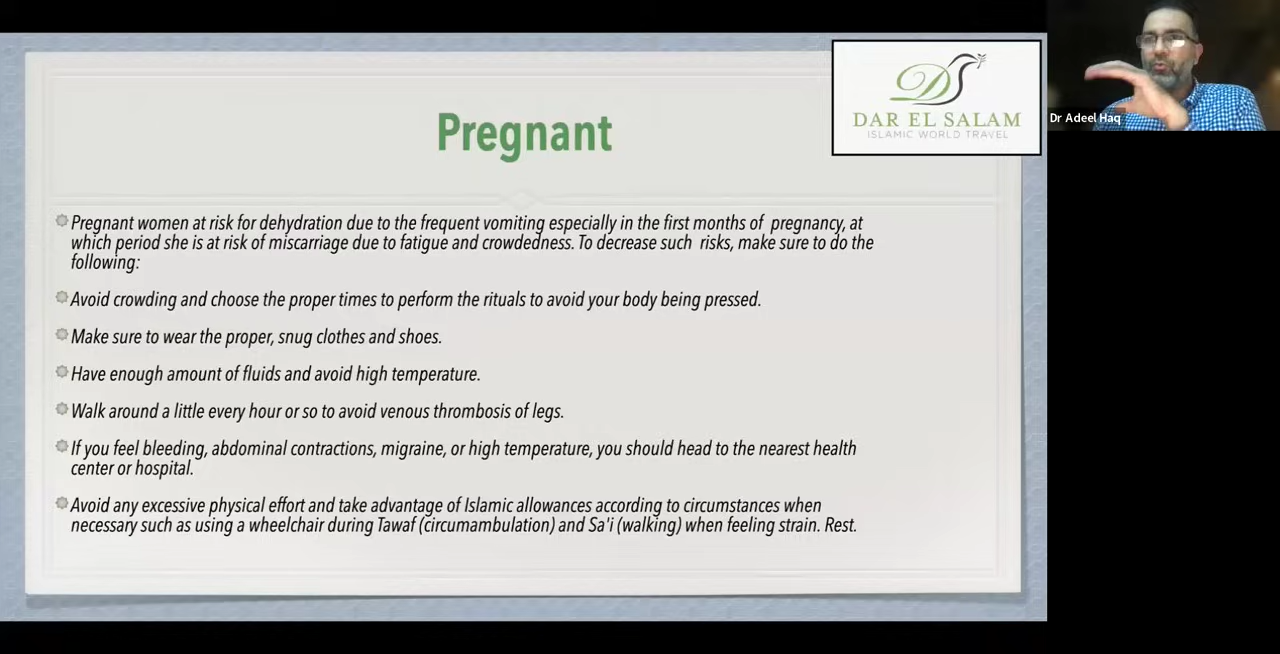 DS
DAR EL SALAM
ISLAMIC WORLD TRAVEL
Dr Adeel Haq
Pregnant
Pregnant women at risk for dehydration due to the frequent vomiting especially in the first months of pregnancy, at
which period she is at risk of miscarriage due to fatigue and crowdedness. To decrease such risks, make sure to do the
following:
Avoid crowding and choose the proper times to perform the rituals to avoid your body being pressed.
Make sure to wear the proper, snug clothes and shoes.
Have enough amount of fluids and avoid high temperature.
Walk around a little every hour or so to avoid venous thrombosis of legs.
If you feel bleeding, abdominal contractions, migraine, or high temperature, you should head to the nearest health
center or hospital.
Avoid any excessive physical effort and take advantage of Islamic allowances according to circumstances when
necessary such as using a wheelchair during Tawaf (circumambulation) and Sa'i (walking) when feeling strain. Rest.